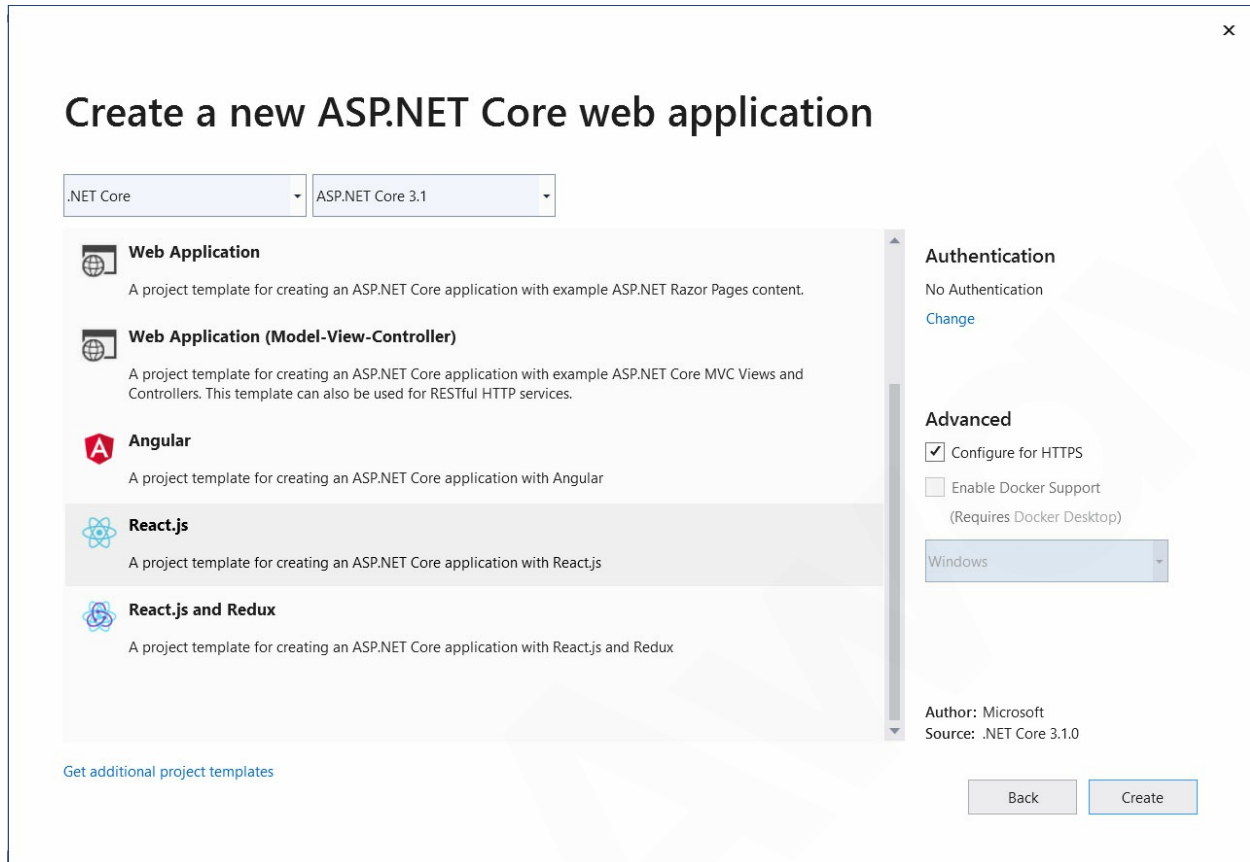 Create a new ASP.NET Core web application
.NET Core
ASP.NET Core 3.1
Web Application
A project template for creating an ASP.NET Core application with example ASP.NET Razor Pages content.
Web Application (Model-View-Controller)
A project template for creating an ASP.NET Core application with example ASP.NET Core MVC Views and
Controllers. This template can also be used for RESTful HTTP services.
Angular
A project template for creating an ASP.NET Core application with Angular
React.js
A project template for creating an ASP.NET Core application with React.js
React.js and Redux
A project template for creating an ASP.NET Core application with React.js and Redux
Get additional project templates
Authentication
No Authentication
Change
Advanced
Configure for HTTPS
Enable Docker Support
(Requires Docker Desktop)
Windows
Author: Microsoft
Source: .NET Core 3.1.0
Back
Create